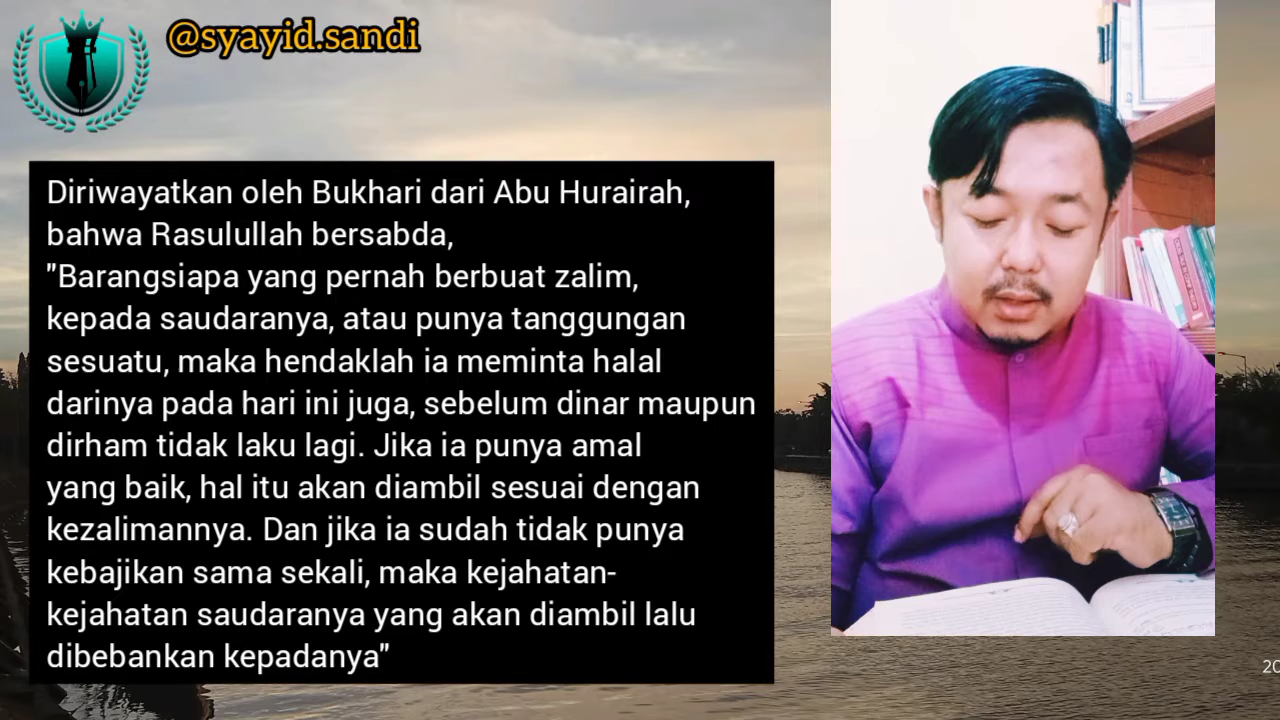 @syayid.sandi
Diriwayatkan oleh Bukhari dari Abu Hurairah,
bahwa Rasulullah bersabda,
"Barangsiapa yang pernah berbuat zalim,
kepada saudaranya, atau punya tanggungan
sesuatu, maka hendaklah ia meminta halal
darinya pada hari ini juga, sebelum dinar maupun
dirham tidak laku lagi. Jika ia punya amal
yang baik, hal itu akan diambil sesuai dengan
kezalimannya. Dan jika ia sudah tidak punya
kebajikan sama sekali, maka kejahatan-
kejahatan saudaranya yang akan diambil lalu
dibebankan kepadanya"
20